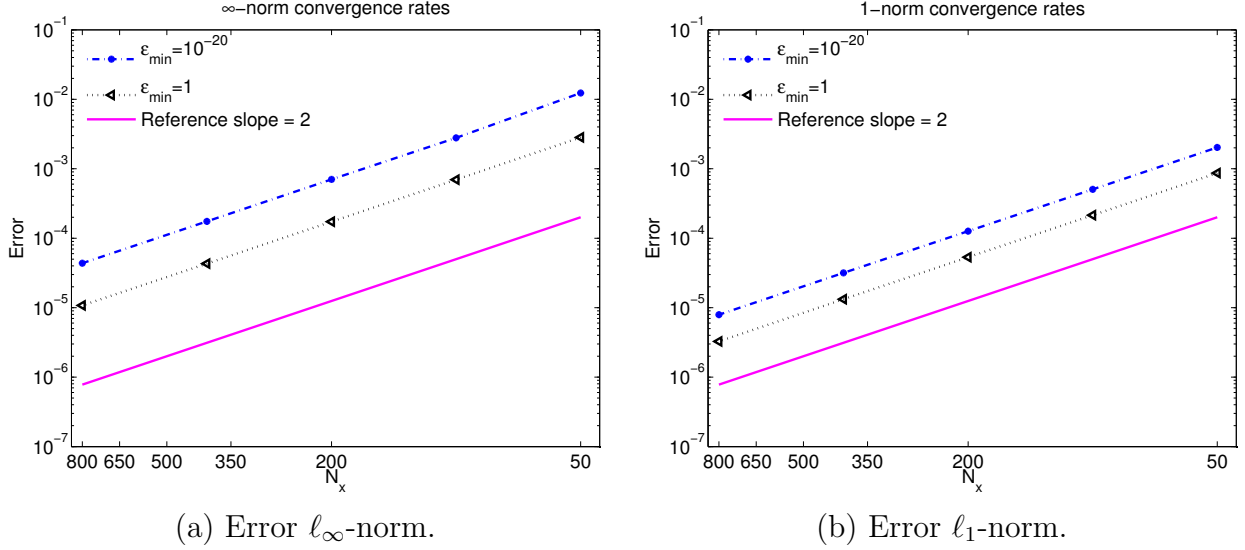 ∞−norm convergence rates
10^−1
10^−2
10^−3
10^−4
10^−5
10^−6
10^−7
Error
ε_min=10^−20
ε_min=1
Reference slope = 2
800 650 500 350 200 50
N_x
(a) Error ℓ_∞-norm.
1−norm convergence rates
10^−1
10^−2
10^−3
10^−4
10^−5
10^−6
10^−7
Error
ε_min=10^−20
ε_min=1
Reference slope = 2
800 650 500 350 200 50
N_x
(b) Error ℓ_1-norm.